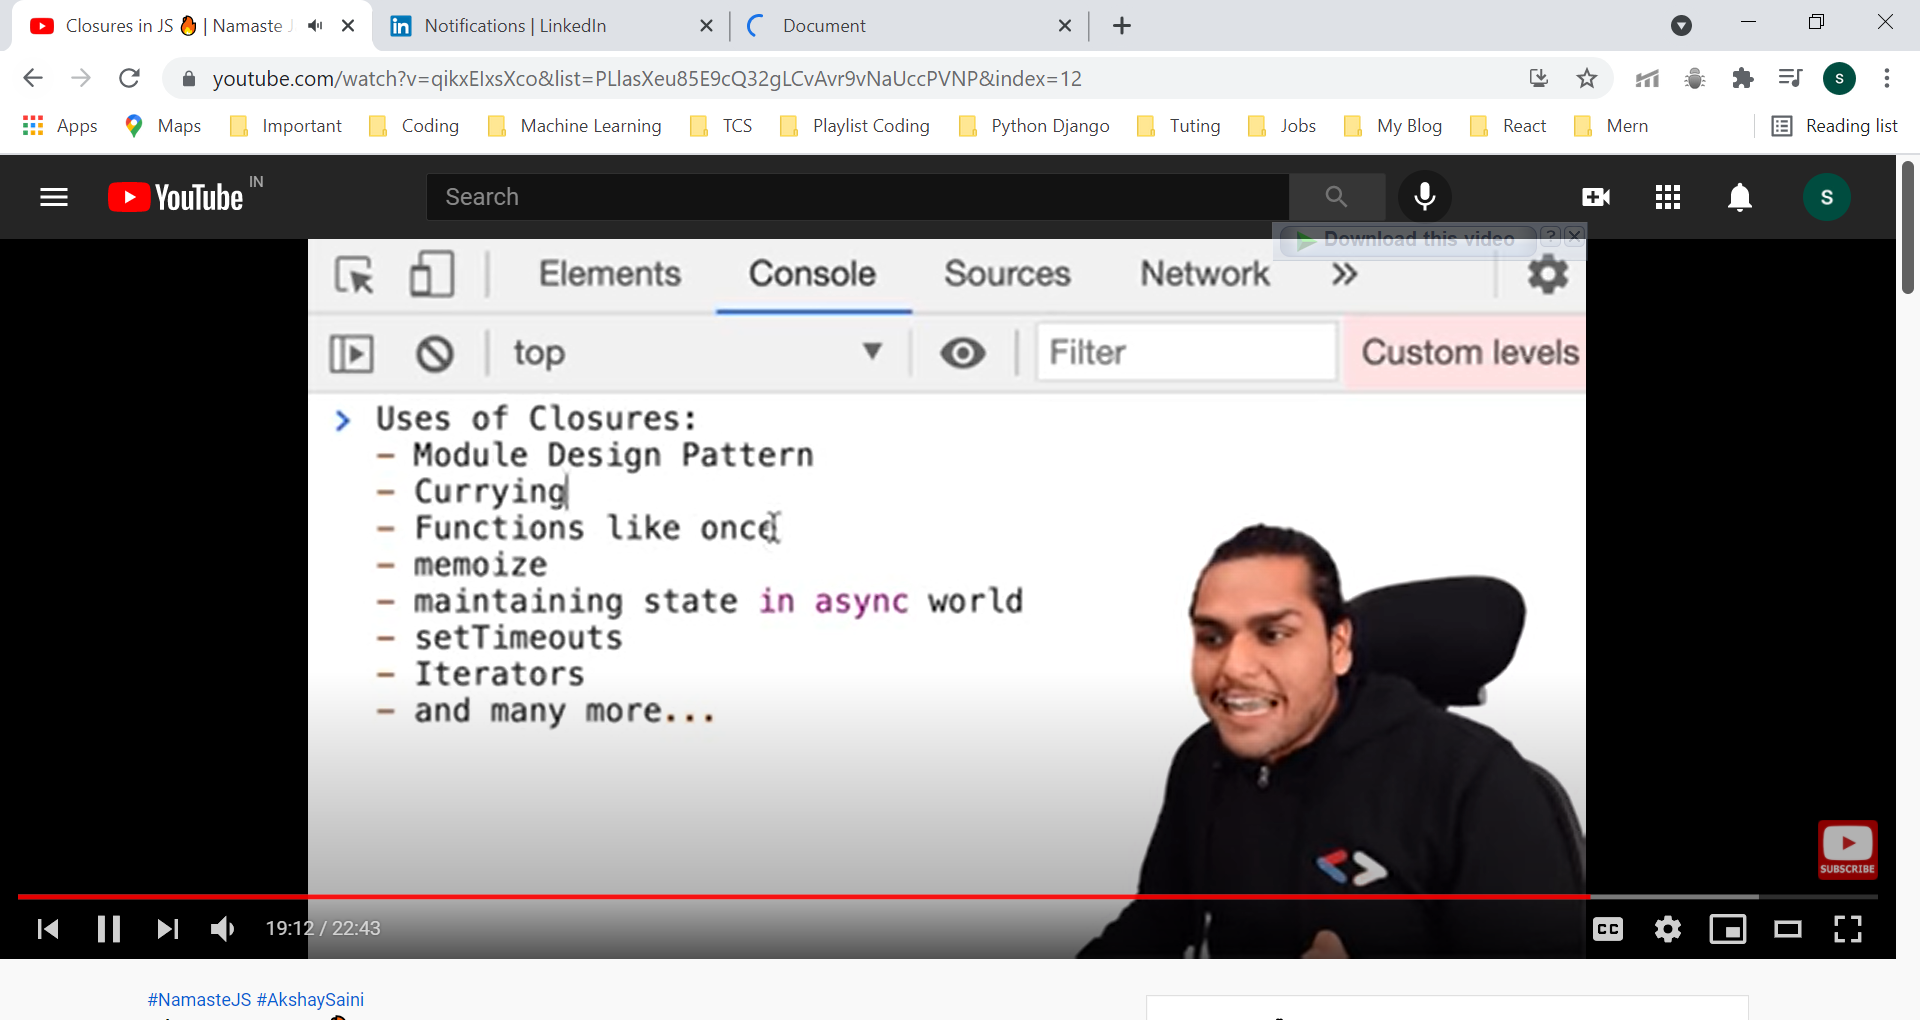 Closures in JS 🔥 | Namaste J
Notifications | LinkedIn
Document
youtube.com/watch?v=qikxEIxsXco&list=PLlasXeu85E9cQ32gLCvAvr9vNaUccPVNP&index=12
S
Apps Maps Important Coding Machine Learning TCS Playlist Coding Python Django Tuting Jobs My Blog React Mern Reading list
YouTube IN
Search
S
Download this video ?
Elements Console Sources Network »
top ▼ Filter Custom levels
> Uses of Closures:
– Module Design Pattern
– Currying
– Functions like once
– memoize
– maintaining state in async world
– setTimeouts
– Iterators
– and many more...
SUBSCRIBE
19:12 / 22:43
CC
#NamasteJS #AkshaySaini